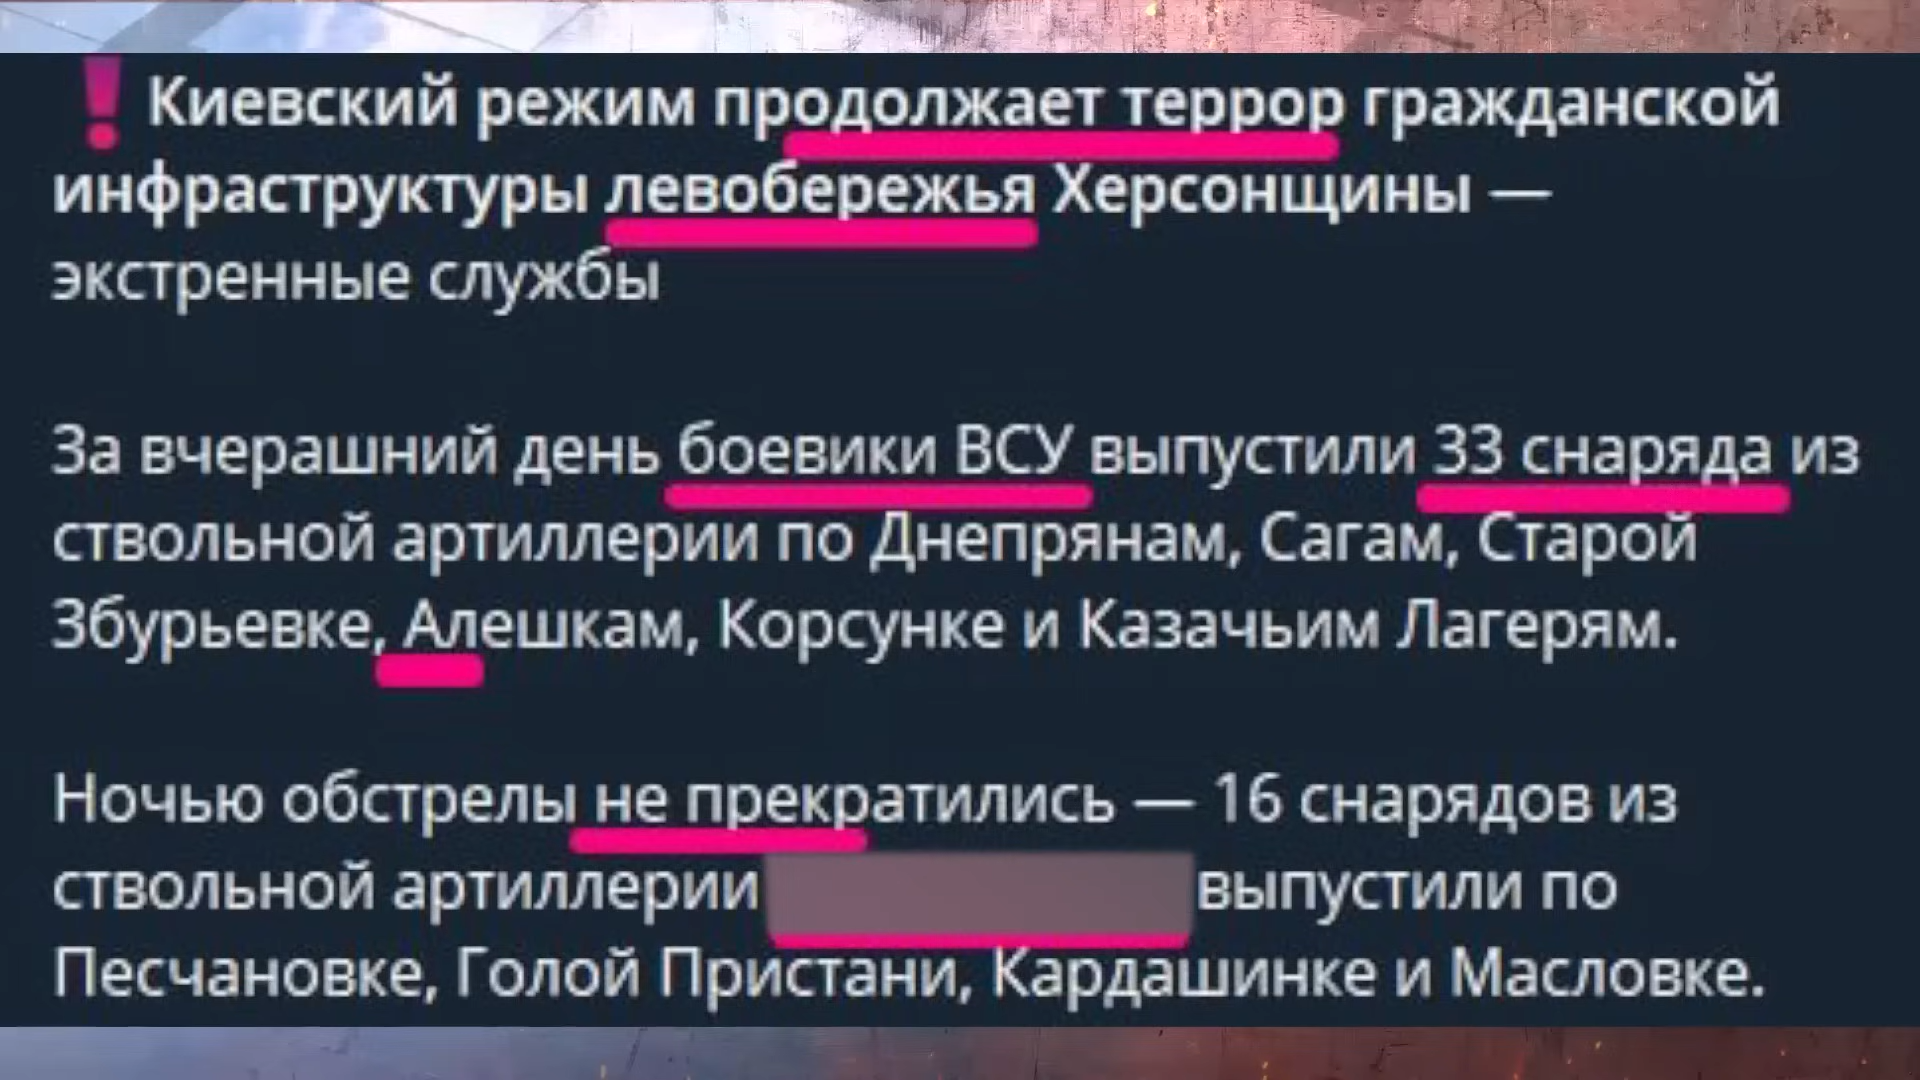 ❗ Киевский режим продолжает террор гражданской
инфраструктуры левобережья Херсонщины —
экстренные службы
За вчерашний день боевики ВСУ выпустили 33 снаряда из
ствольной артиллерии по Днепрянам, Сагам, Старой
Збурьевке, Алешкам, Корсунке и Казачьим Лагерям.
Ночью обстрелы не прекратились — 16 снарядов из
ствольной артиллерии выпустили по
Песчановке, Голой Пристани, Кардашинке и Масловке.